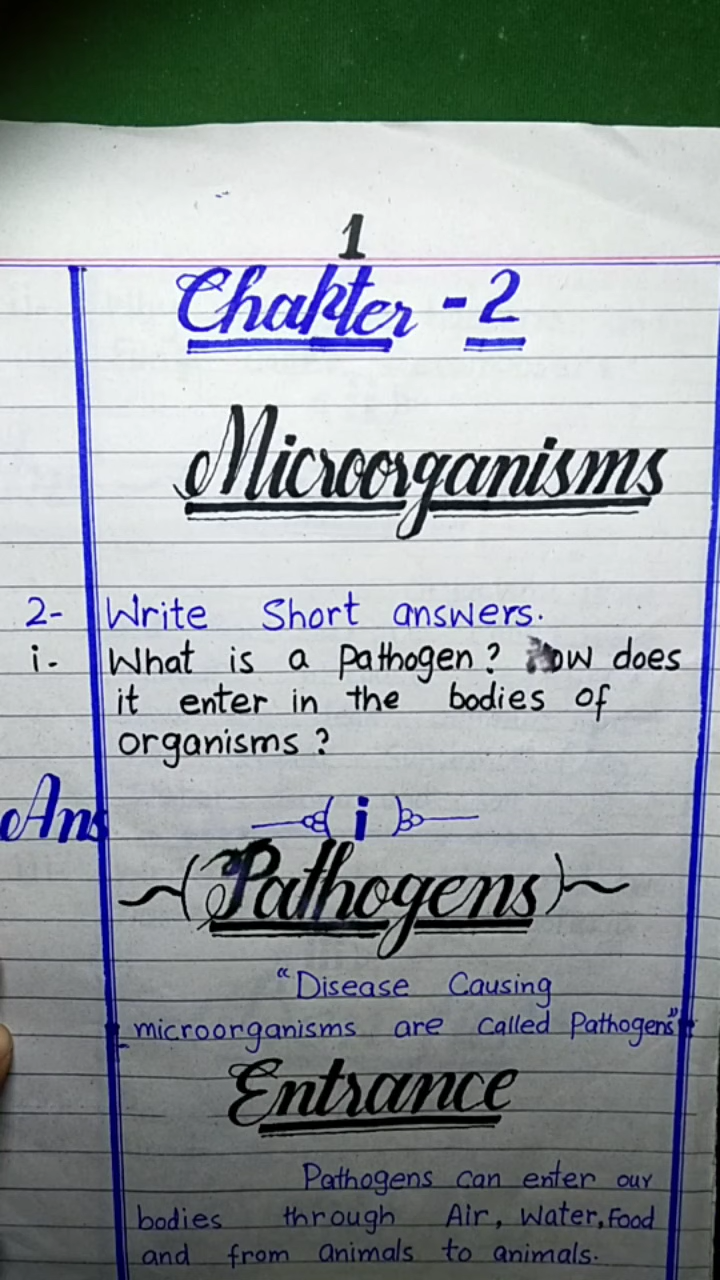 1
Chapter - 2
Microorganisms
2- Write Short answers.
i- What is a Pathogen? How does
it enter in the bodies of
organisms?
Ans
i
Pathogens
"Disease Causing
microorganisms are called Pathogens"
Entrance
Pathogens can enter our
bodies through Air, Water, Food
and from animals to animals.